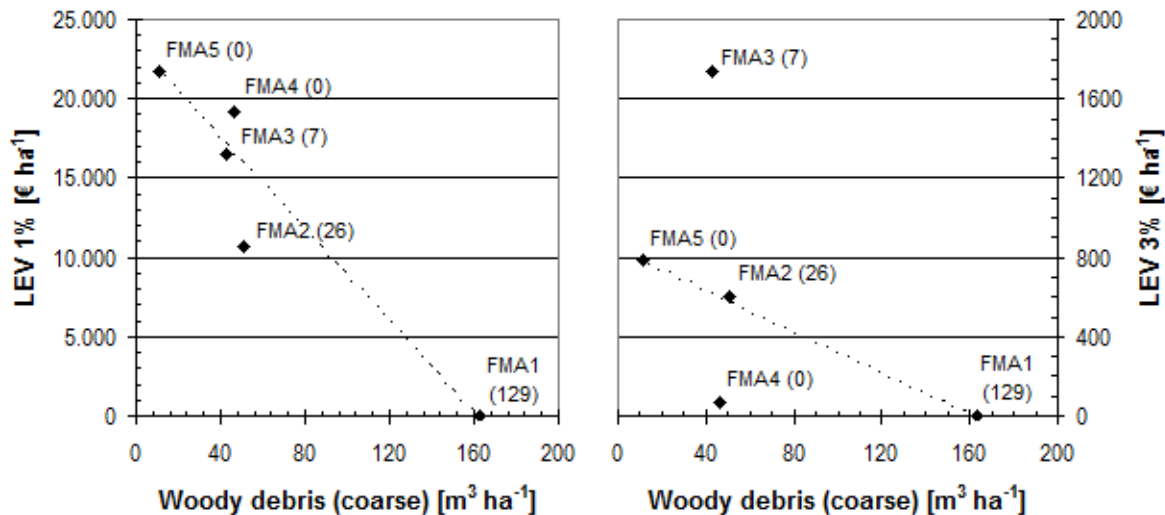 25.000
20.000
15.000
10.000
5.000
0
LEV 1% [€ ha⁻¹]
FMA5 (0)
FMA4 (0)
FMA3 (7)
FMA2.(26)
FMA1
(129)
0 40 80 120 160 200
Woody debris (coarse) [m³ ha⁻¹]
FMA3 (7)
FMA5 (0)
FMA2 (26)
FMA4 (0)
FMA1
(129)
0 40 80 120 160 200
Woody debris (coarse) [m³ ha⁻¹]
2000
1600
1200
800
400
0
LEV 3% [€ ha⁻¹]